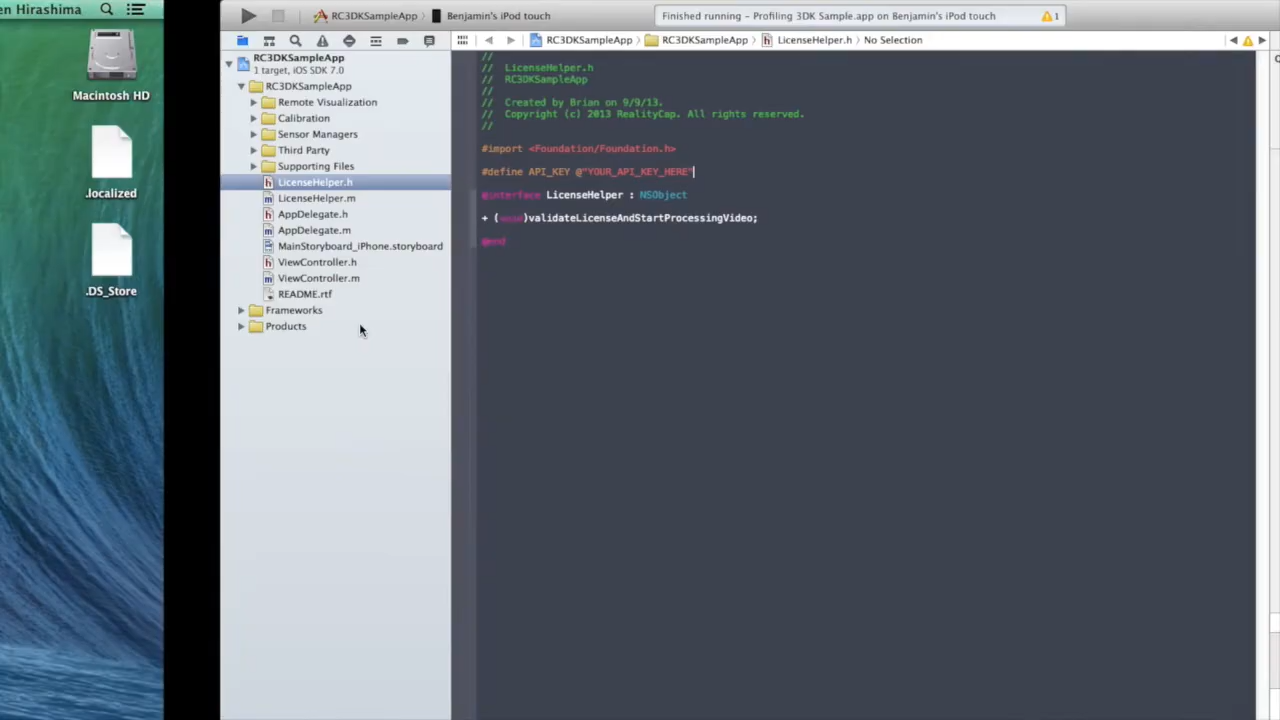 en Hirashima
Macintosh HD
.localized
.DS_Store
RC3DKSampleApp
Benjamin's iPod touch
Finished running - Profiling 3DK Sample.app on Benjamin's iPod touch
1
RC3DKSampleApp
RC3DKSampleApp
LicenseHelper.h
No Selection
RC3DKSampleApp
1 target, iOS SDK 7.0
RC3DKSampleApp
Remote Visualization
Calibration
Sensor Managers
Third Party
Supporting Files
LicenseHelper.h
LicenseHelper.m
AppDelegate.h
AppDelegate.m
MainStoryboard_iPhone.storyboard
ViewController.h
ViewController.m
README.rtf
Frameworks
Products
//
// LicenseHelper.h
// RC3DKSampleApp
//
// Created by Brian on 9/9/13.
// Copyright (c) 2013 RealityCap. All rights reserved.
//
#import <Foundation/Foundation.h>
#define API_KEY @"YOUR_API_KEY_HERE"
@interface LicenseHelper : NSObject
+ (void)validateLicenseAndStartProcessingVideo;
@end